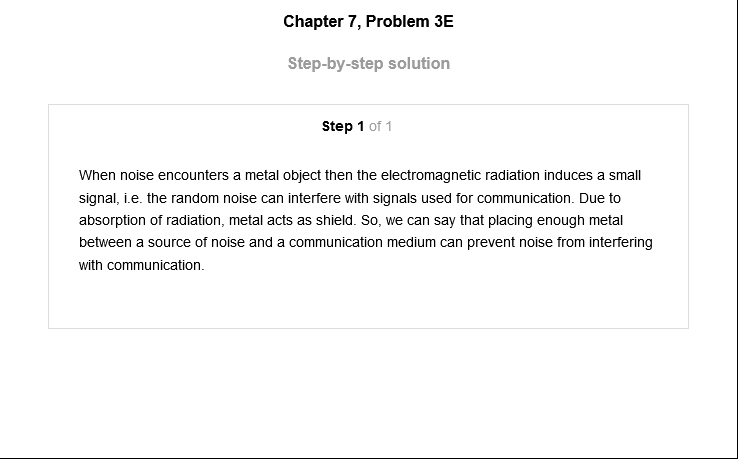 Chapter 7, Problem 3E
Step-by-step solution
Step 1 of 1
When noise encounters a metal object then the electromagnetic radiation induces a small
signal, i.e. the random noise can interfere with signals used for communication. Due to
absorption of radiation, metal acts as shield. So, we can say that placing enough metal
between a source of noise and a communication medium can prevent noise from interfering
with communication.